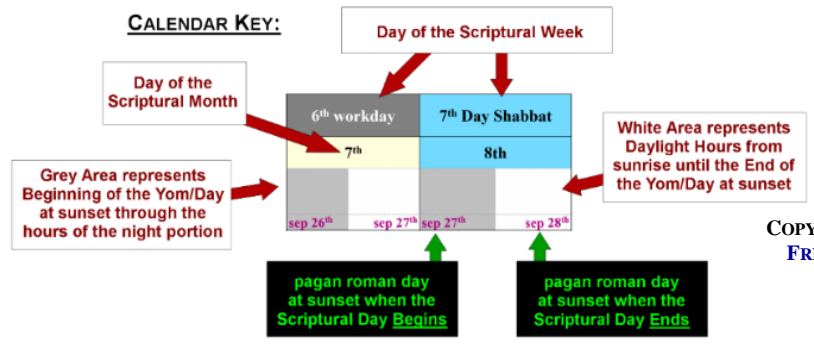 CALENDAR KEY:
Day of the Scriptural Week
Day of the
Scriptural Month
6th workday
7th Day Shabbat
7th
8th
White Area represents
Daylight Hours from
sunrise until the End of
the Yom/Day at sunset
Grey Area represents
Beginning of the Yom/Day
at sunset through the
hours of the night portion
sep 26th
sep 27th
sep 27th
sep 28th
pagan roman day
at sunset when the
Scriptural Day Begins
pagan roman day
at sunset when the
Scriptural Day Ends